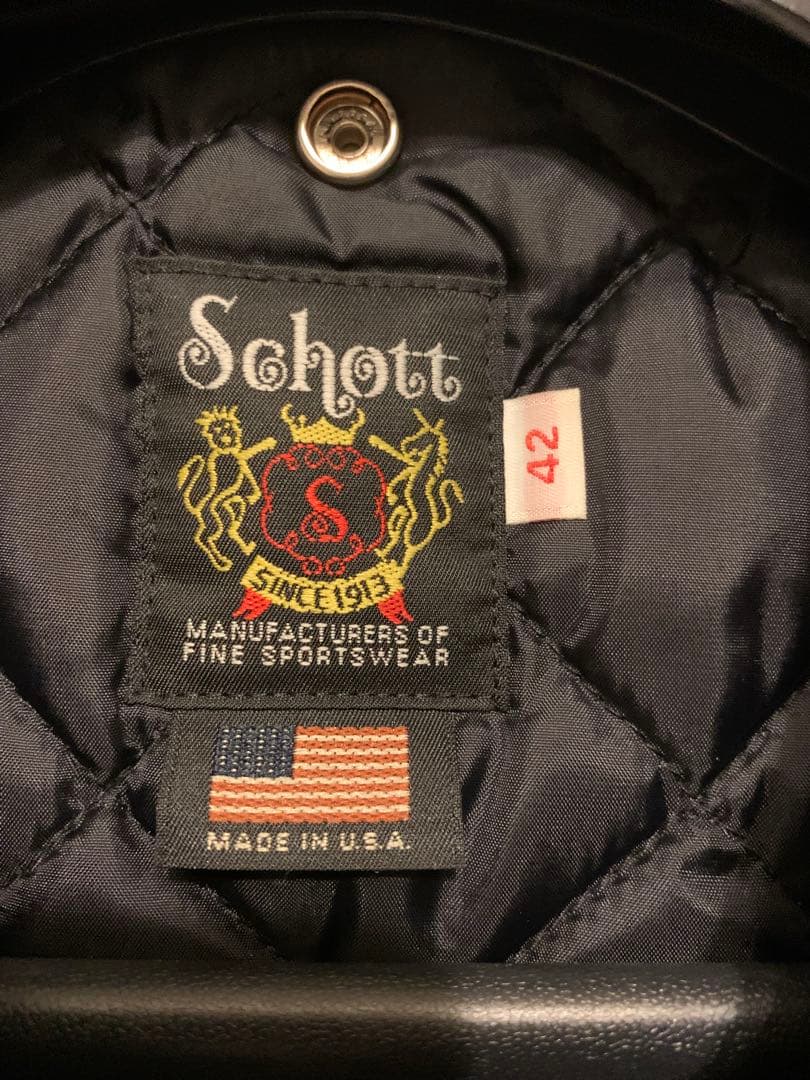 Schott
42
S
SINCE 1913
MANUFACTURERS OF
FINE SPORTSWEAR
MADE IN U.S.A.